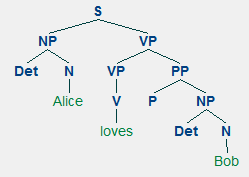 S
NP VP
Det N VP PP
Alice V P NP
loves Det N
Bob